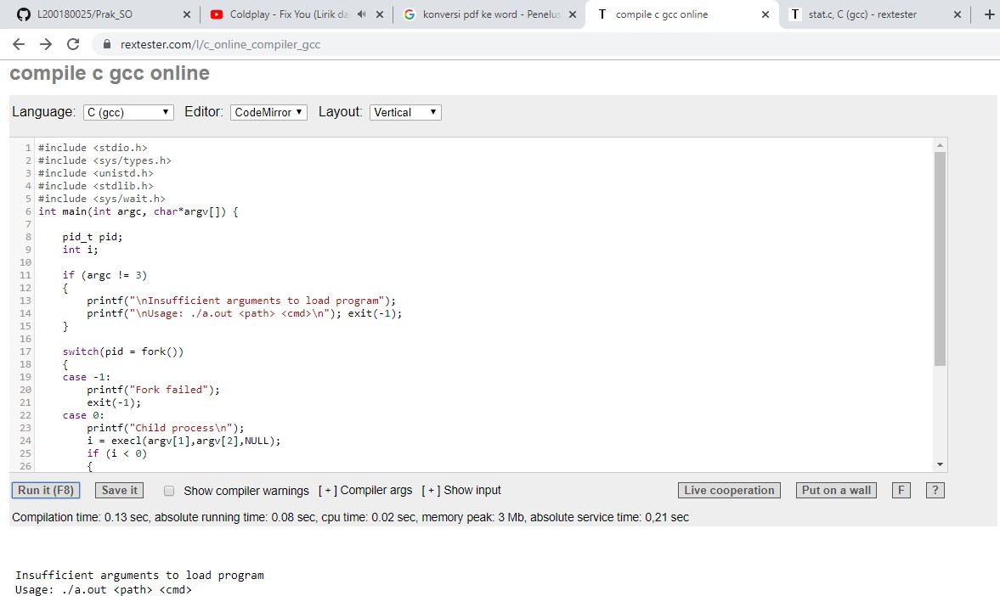 L200180025/Prak_SO
Coldplay - Fix You (Lirik da
konversi pdf ke word - Penelus
T compile c gcc online
T stat.c, C (gcc) - rextester
rextester.com/l/c_online_compiler_gcc
compile c gcc online
Language: C (gcc) Editor: CodeMirror Layout: Vertical
1 #include <stdio.h>
2 #include <sys/types.h>
3 #include <unistd.h>
4 #include <stdlib.h>
5 #include <sys/wait.h>
6 int main(int argc, char*argv[]) {
7
8 pid_t pid;
9 int i;
10
11 if (argc != 3)
12 {
13 printf("\nInsufficient arguments to load program");
14 printf("\nUsage: ./a.out <path> <cmd>\n"); exit(-1);
15 }
16
17 switch(pid = fork())
18 {
19 case -1:
20 printf("Fork failed");
21 exit(-1);
22 case 0:
23 printf("Child process\n");
24 i = execl(argv[1],argv[2],NULL);
25 if (i < 0)
26 {
Run it (F8) Save it Show compiler warnings [+] Compiler args [+] Show input Live cooperation Put on a wall F ?
Compilation time: 0.13 sec, absolute running time: 0.08 sec, cpu time: 0.02 sec, memory peak: 3 Mb, absolute service time: 0,21 sec
Insufficient arguments to load program
Usage: ./a.out <path> <cmd>